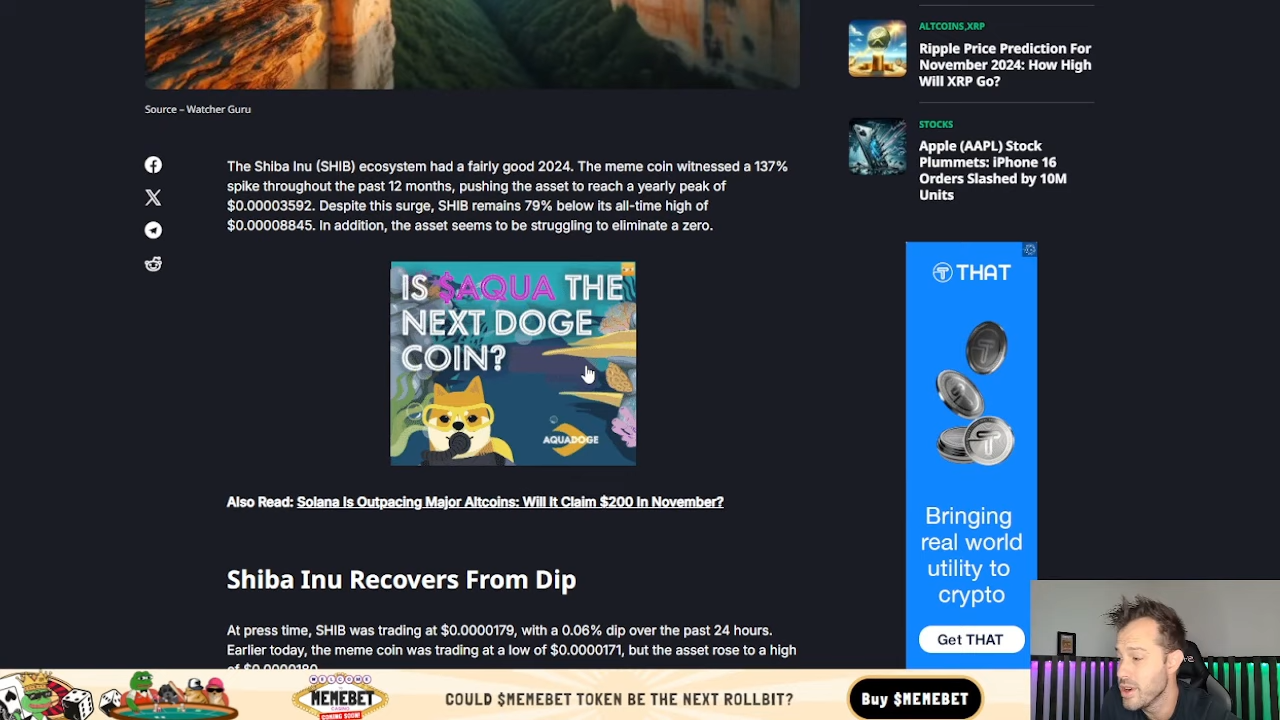 Source – Watcher Guru
The Shiba Inu (SHIB) ecosystem had a fairly good 2024. The meme coin witnessed a 137%
spike throughout the past 12 months, pushing the asset to reach a yearly peak of
$0.00003592. Despite this surge, SHIB remains 79% below its all-time high of
$0.00008845. In addition, the asset seems to be struggling to eliminate a zero.
IS $AQUA THE
NEXT DOGE
COIN?
AQUADOGE
Also Read: Solana Is Outpacing Major Altcoins: Will It Claim $200 In November?
Shiba Inu Recovers From Dip
At press time, SHIB was trading at $0.0000179, with a 0.06% dip over the past 24 hours.
Earlier today, the meme coin was trading at a low of $0.0000171, but the asset rose to a high
of $0.0000180
ALTCOINS,XRP
Ripple Price Prediction For
November 2024: How High
Will XRP Go?
STOCKS
Apple (AAPL) Stock
Plummets: iPhone 16
Orders Slashed by 10M
Units
THAT
Bringing
real world
utility to
crypto
Get THAT
WELCOME
MEMEBET
CASINO
COMING SOON!
COULD $MEMEBET TOKEN BE THE NEXT ROLLBIT?
Buy $MEMEBET